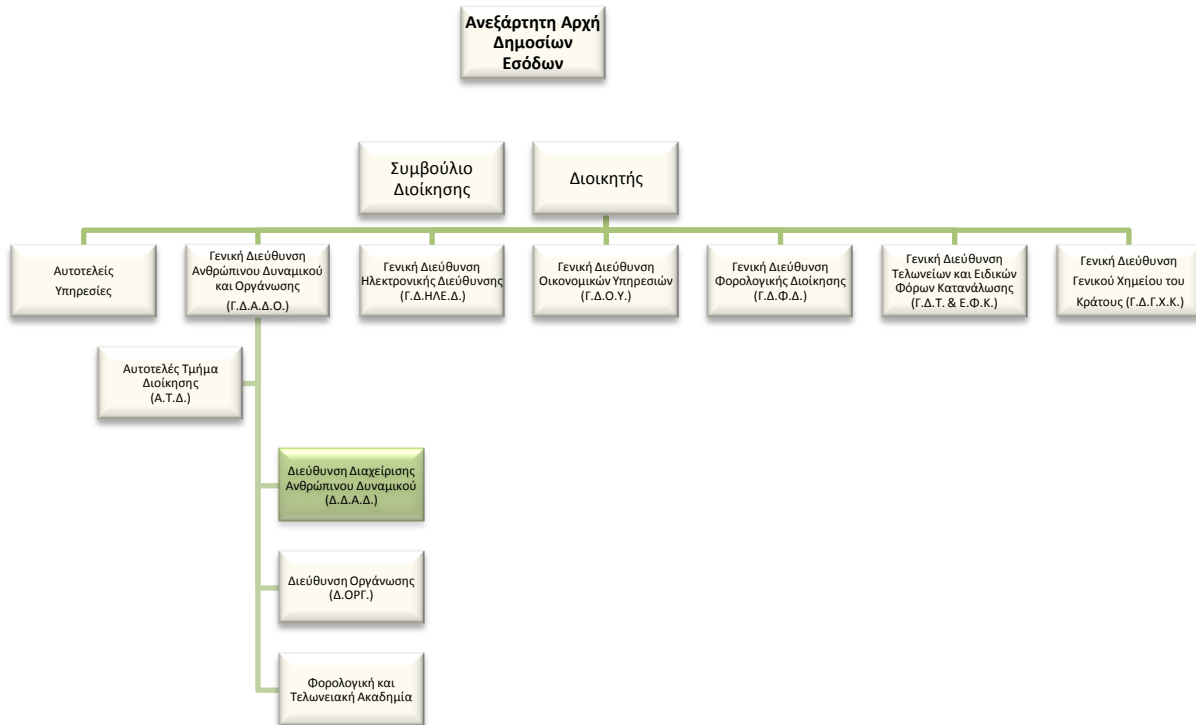 Ανεξάρτητη Αρχή
Δημοσίων
Εσόδων
Συμβούλιο
Διοίκησης
Διοικητής
Αυτοτελείς
Υπηρεσίες
Γενική Διεύθυνση
Ανθρώπινου Δυναμικού
και Οργάνωσης
(Γ.Δ.Α.Δ.Ο.)
Γενική Διεύθυνση
Ηλεκτρονικής Διεύθυνσης
(Γ.Δ.ΗΛΕ.Δ.)
Γενική Διεύθυνση
Οικονομικών Υπηρεσιών
(Γ.Δ.Ο.Υ.)
Γενική Διεύθυνση
Φορολογικής Διοίκησης
(Γ.Δ.Φ.Δ.)
Γενική Διεύθυνση
Τελωνείων και Ειδικών
Φόρων Κατανάλωσης
(Γ.Δ.Τ. & Ε.Φ.Κ.)
Γενική Διεύθυνση
Γενικού Χημείου του
Κράτους (Γ.Δ.Γ.Χ.Κ.)
Αυτοτελές Τμήμα
Διοίκησης
(Α.Τ.Δ.)
Διεύθυνση Διαχείρισης
Ανθρώπινου Δυναμικού
(Δ.Δ.Α.Δ.)
Διεύθυνση Οργάνωσης
(Δ.ΟΡΓ.)
Φορολογική και
Τελωνειακή Ακαδημία